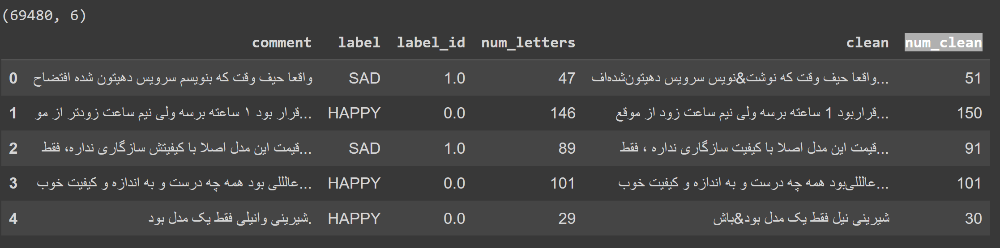 (69480, 6)
comment label label_id num_letters clean num_clean
0 واقعا حیف وقت که بنویسم سرویس دهیتون شده افتضاح SAD 1.0 47 واقعا حیف وقت که نوشت&نویس سرویس دهیتون‌شده‌اف... 51
1 قرار بود ۱ ساعته برسه ولی نیم ساعت زودتر از مو... HAPPY 0.0 146 قراربود 1 ساعته برسه ولی نیم ساعت زود از موقع... 150
2 قیمت این مدل اصلا با کیفیتش سازگاری نداره، فقط... SAD 1.0 89 قیمت این مدل اصلا با کیفیت سازگاری نداره ، فقط... 91
3 عالللی بود همه چه درست و به اندازه و کیفیت خوب... HAPPY 0.0 101 عالللی‌بود همه چه درست و به اندازه و کیفیت خوب... 101
4 شیرینی وانیلی فقط یک مدل بود. HAPPY 0.0 29 شیرینی نیل فقط یک مدل بود&باش 30